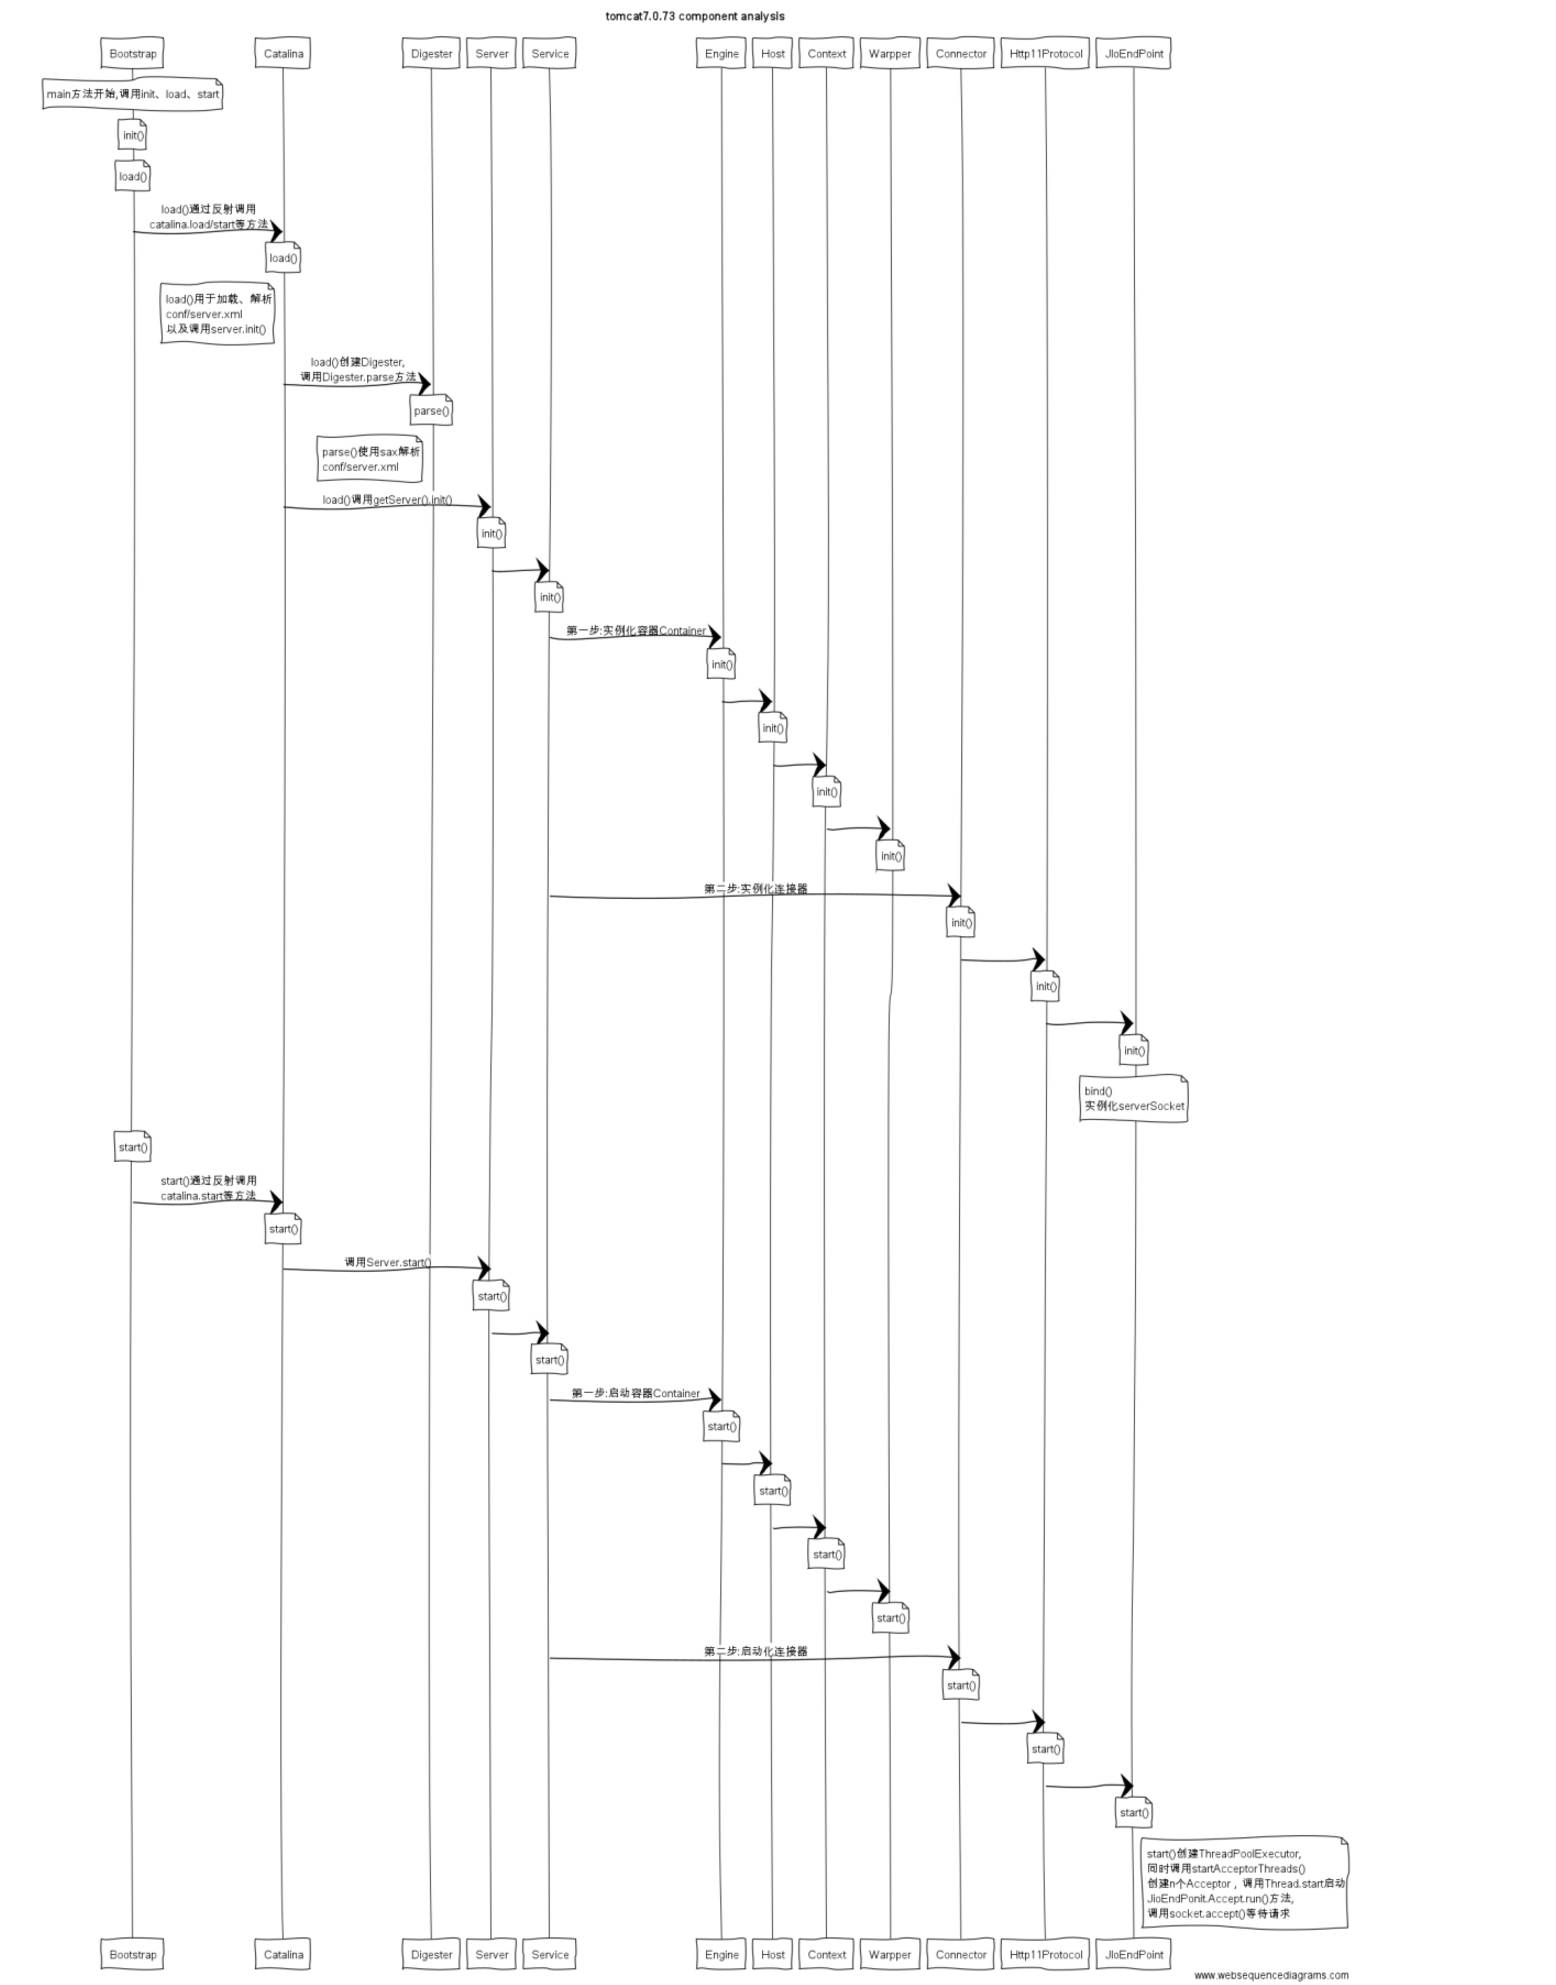 tomcat7.0.73 component analysis
Bootstrap
Catalina
Digester
Server
Service
Engine
Host
Context
Warpper
Connector
Http11Protocol
JIoEndPoint
main方法开始,调用init、load、start
init()
load()
load()通过反射调用
catalina.load/start等方法
load()
load()用于加载、解析
conf/server.xml
以及调用server.init()
load()创建Digester,
调用Digester.parse方法
parse()
parse()使用sax解析
conf/server.xml
load()调用getServer().init()
init()
init()
第一步:实例化容器Container
init()
init()
init()
init()
第二步:实例化连接器
init()
init()
init()
bind()
实例化serverSocket
start()
start()通过反射调用
catalina.start等方法
start()
调用Server.start()
start()
start()
第一步:启动容器Container
start()
start()
start()
start()
第二步:启动化连接器
start()
start()
start()
start()创建ThreadPoolExecutor,
同时调用startAcceptorThreads()
创建n个Acceptor ，调用Thread.start启动
JIoEndPonit.Accept.run()方法,
调用socket.accept()等待请求
Bootstrap
Catalina
Digester
Server
Service
Engine
Host
Context
Warpper
Connector
Http11Protocol
JIoEndPoint
www.websequencediagrams.com